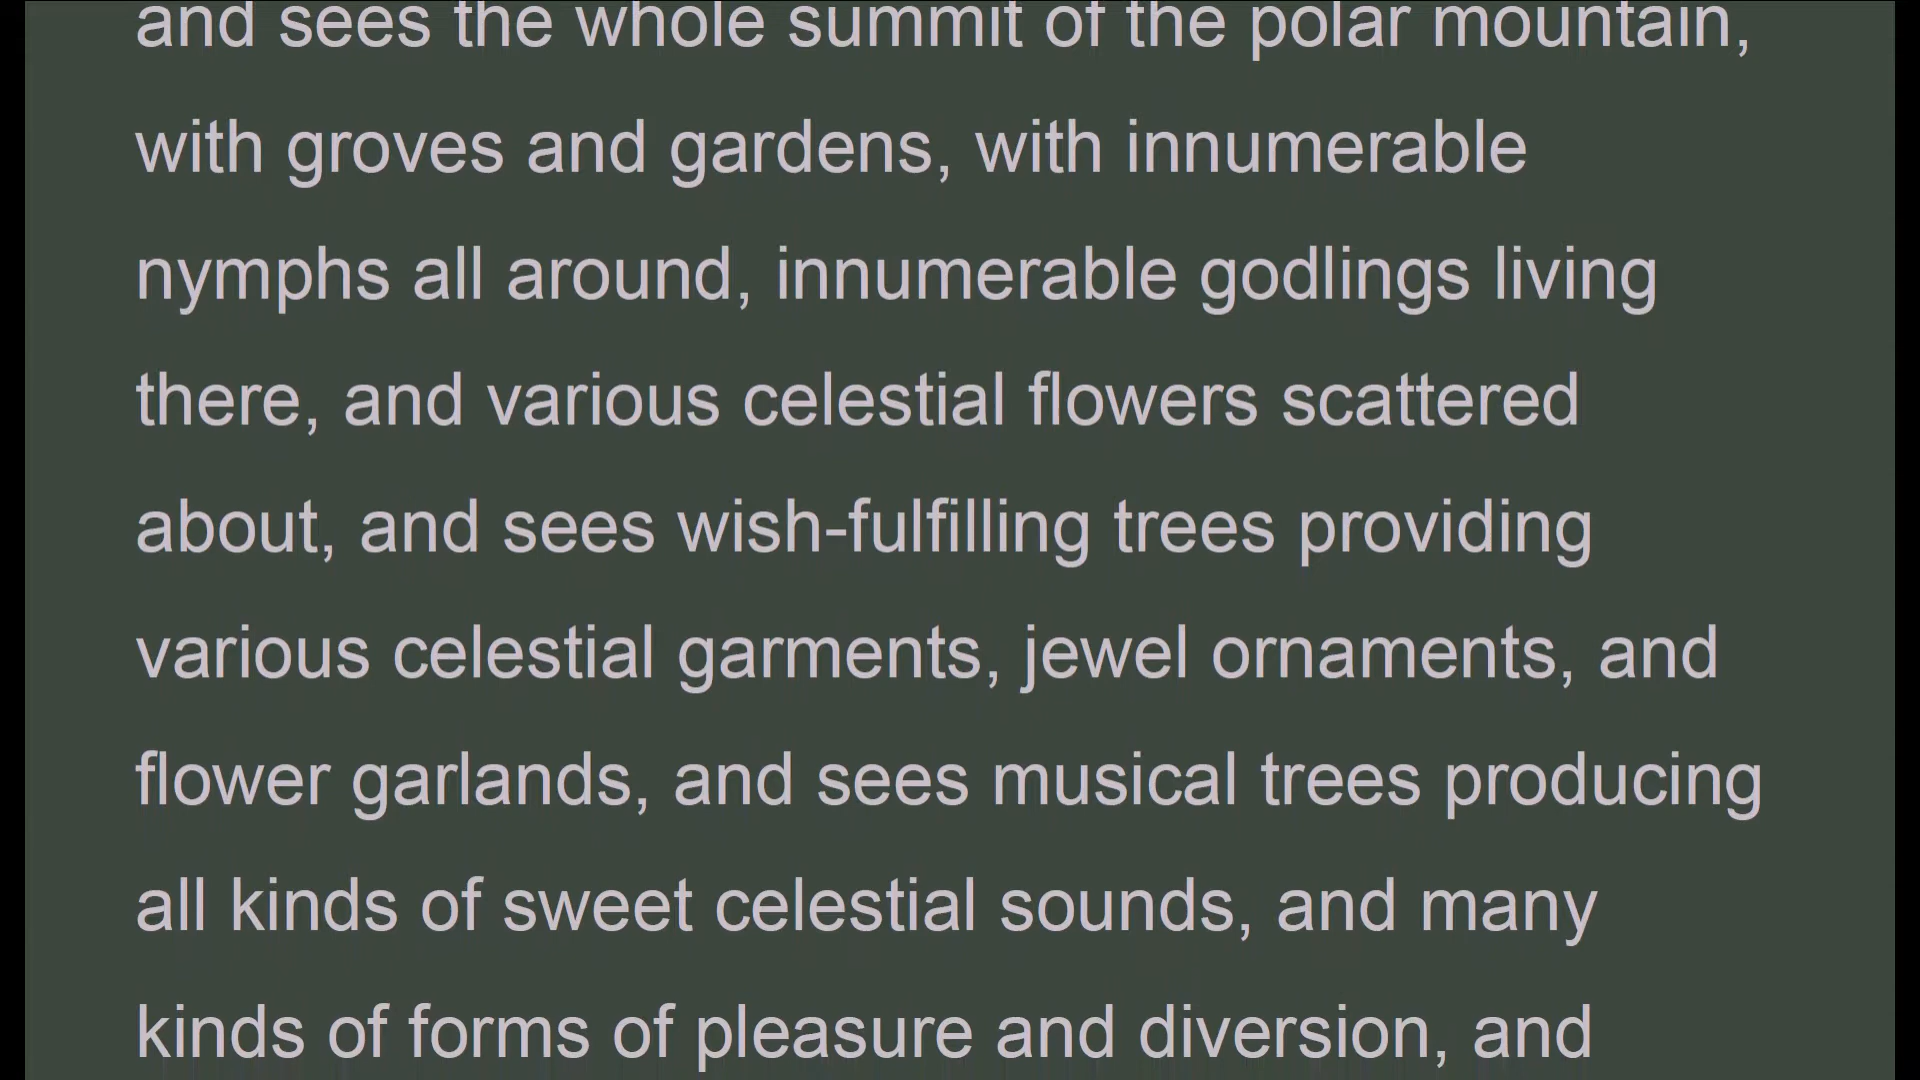 and sees the whole summit of the polar mountain,
with groves and gardens, with innumerable
nymphs all around, innumerable godlings living
there, and various celestial flowers scattered
about, and sees wish-fulfilling trees providing
various celestial garments, jewel ornaments, and
flower garlands, and sees musical trees producing
all kinds of sweet celestial sounds, and many
kinds of forms of pleasure and diversion, and